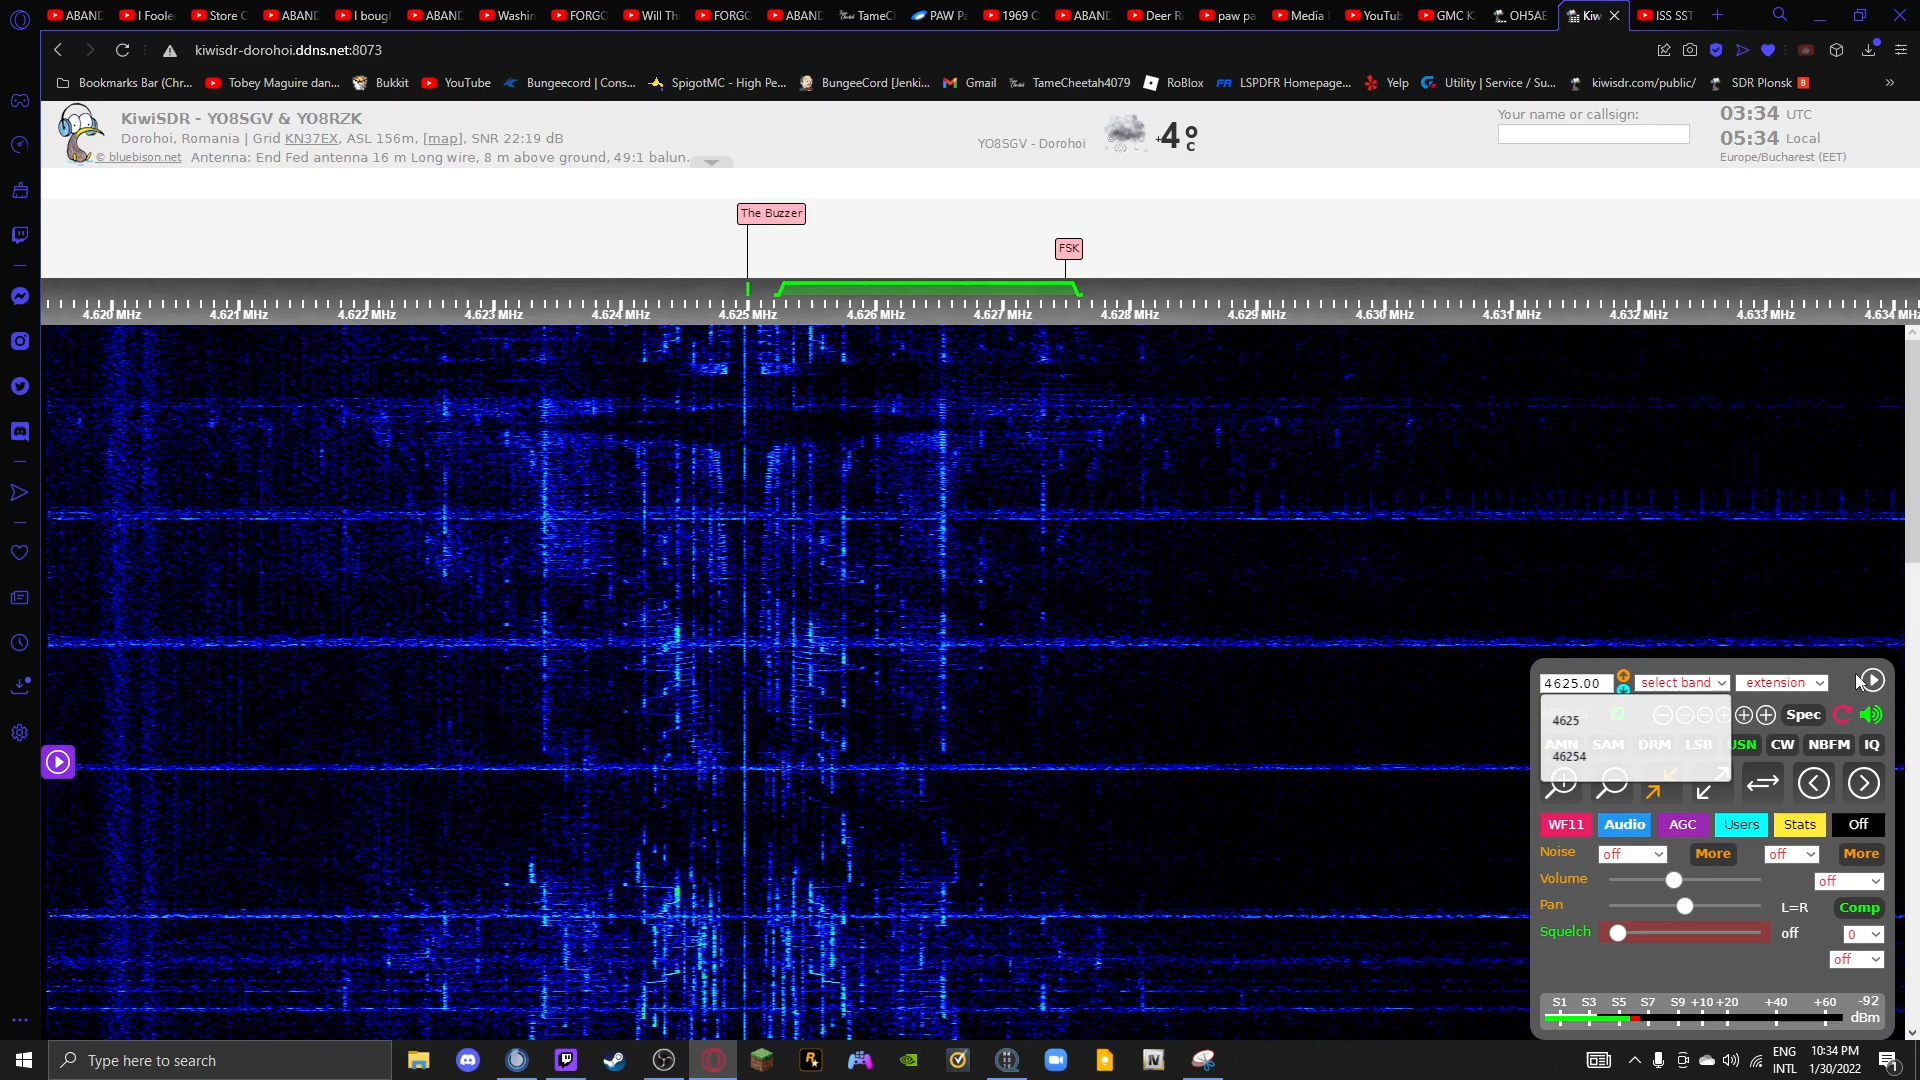 ABAND
I Foole
Store C
ABAND
I boug
ABAND
Washin
FORGO
Will Th
FORGO
ABAND
TameC
PAW Pa
1969 C
ABAND
Deer R
paw pa
Media
YouTub
GMC K
OH5AE
Kiw
ISS SST
kiwisdr-dorohoi.ddns.net:8073
Bookmarks Bar (Chr...
Tobey Maguire dan...
Bukkit
YouTube
Bungeecord | Cons...
SpigotMC - High Pe...
BungeeCord [Jenki...
Gmail
TameCheetah4079
RoBlox
LSPDFR Homepage...
Yelp
Utility | Service / Su...
kiwisdr.com/public/
SDR Plonsk
KiwiSDR - YO8SGV & YO8RZK
Dorohoi, Romania | Grid KN37EX, ASL 156m, [map], SNR 22:19 dB
© bluebison.net Antenna: End Fed antenna 16 m Long wire, 8 m above ground, 49:1 balun.
YO8SGV - Dorohoi
+4 °C
Your name or callsign:
03:34 UTC
05:34 Local
Europe/Bucharest (EET)
The Buzzer
FSK
4.620 MHz 4.621 MHz 4.622 MHz 4.623 MHz 4.624 MHz 4.625 MHz 4.626 MHz 4.627 MHz 4.628 MHz 4.629 MHz 4.630 MHz 4.631 MHz 4.632 MHz 4.633 MHz 4.634 MHz
4625.00 select band extension
4625
Spec
AMN SAM DRM LSB USN CW NBFM IQ
46254
WF11 Audio AGC Users Stats Off
Noise off More off More
Volume off
Pan L=R Comp
Squelch off 0
off
S1 S3 S5 S7 S9 +10 +20 +40 +60 -92
dBm
Type here to search
ENG
INTL
10:34 PM
1/30/2022
1